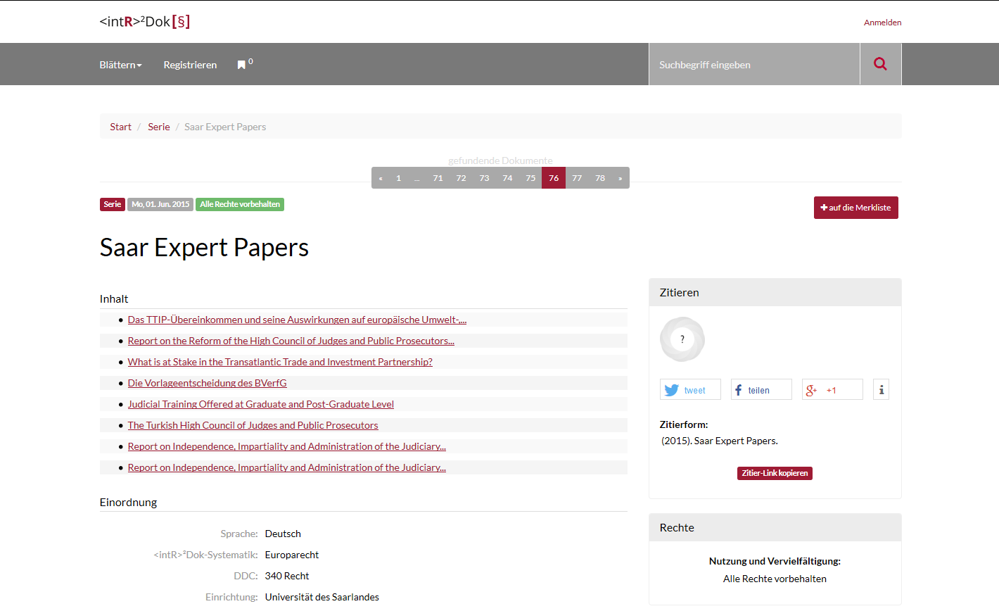 <intR>²Dok[§]
Anmelden
Blättern
Registrieren
0
Suchbegriff eingeben
Start / Serie / Saar Expert Papers
gefundende Dokumente
« 1 ... 71 72 73 74 75 76 77 78 »
Serie Mo, 01. Jun. 2015 Alle Rechte vorbehalten
auf die Merkliste
Saar Expert Papers
Inhalt
Das TTIP-Übereinkommen und seine Auswirkungen auf europäische Umwelt-,...
Report on the Reform of the High Council of Judges and Public Prosecutors...
What is at Stake in the Transatlantic Trade and Investment Partnership?
Die Vorlageentscheidung des BVerfG
Judicial Training Offered at Graduate and Post-Graduate Level
The Turkish High Council of Judges and Public Prosecutors
Report on Independence, Impartiality and Administration of the Judiciary...
Report on Independence, Impartiality and Administration of the Judiciary...
Einordnung
Sprache: Deutsch
<intR>²Dok-Systematik: Europarecht
DDC: 340 Recht
Einrichtung: Universität des Saarlandes
Zitieren
?
tweet
teilen
g+ +1
i
Zitierform:
(2015). Saar Expert Papers.
Zitier-Link kopieren
Rechte
Nutzung und Vervielfältigung:
Alle Rechte vorbehalten